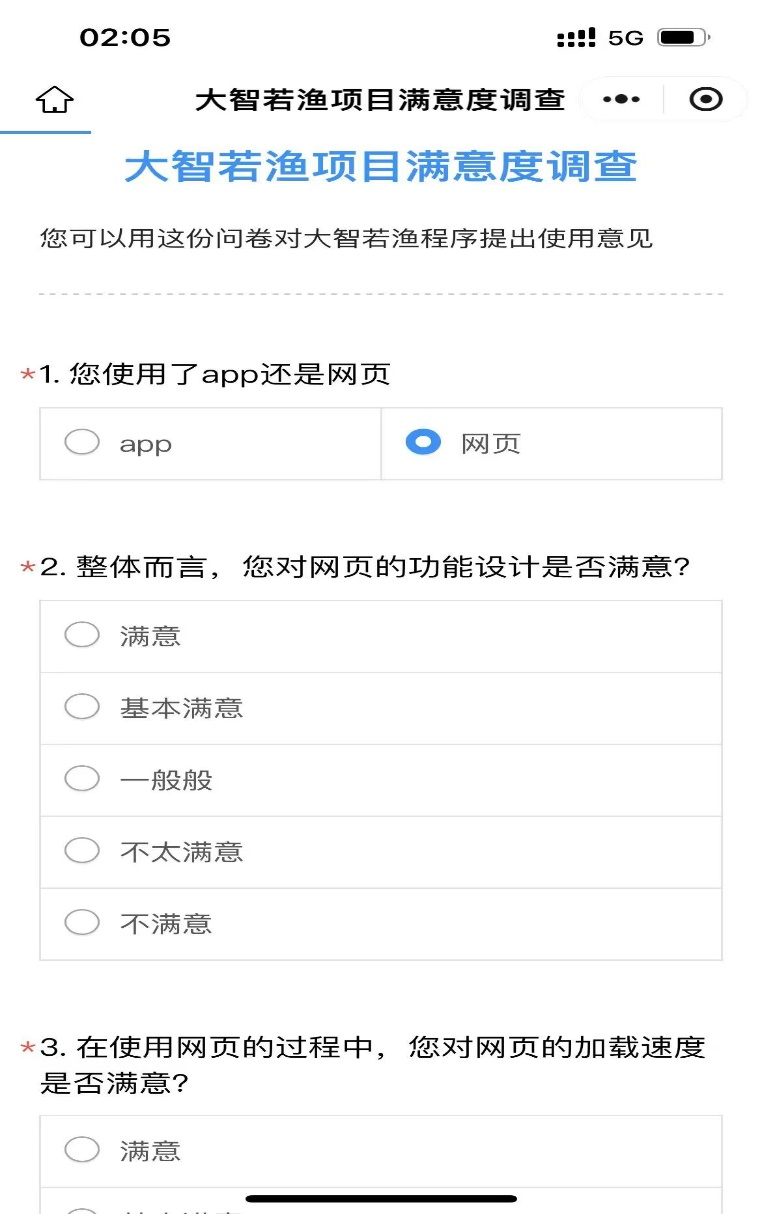 02:05
5G
大智若渔项目满意度调查
大智若渔项目满意度调查
您可以用这份问卷对大智若渔程序提出使用意见
*1. 您使用了app还是网页
app
网页
*2. 整体而言，您对网页的功能设计是否满意?
满意
基本满意
一般般
不太满意
不满意
*3. 在使用网页的过程中，您对网页的加载速度
是否满意?
满意